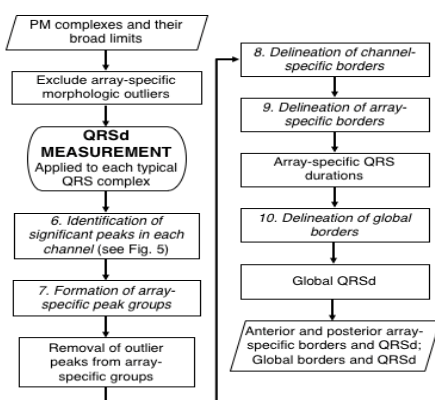 PM complexes and their
broad limits
Exclude array-specific
morphologic outliers
QRSd
MEASUREMENT
Applied to each typical
QRS complex
6. Identification of
significant peaks in each
channel (see Fig. 5)
7. Formation of array-
specific peak groups
Removal of outlier
peaks from array-
specific groups
8. Delineation of channel-
specific borders
9. Delineation of array-
specific borders
Array-specific QRS
durations
10. Delineation of global
borders
Global QRSd
Anterior and posterior array-
specific borders and QRSd;
Global borders and QRSd